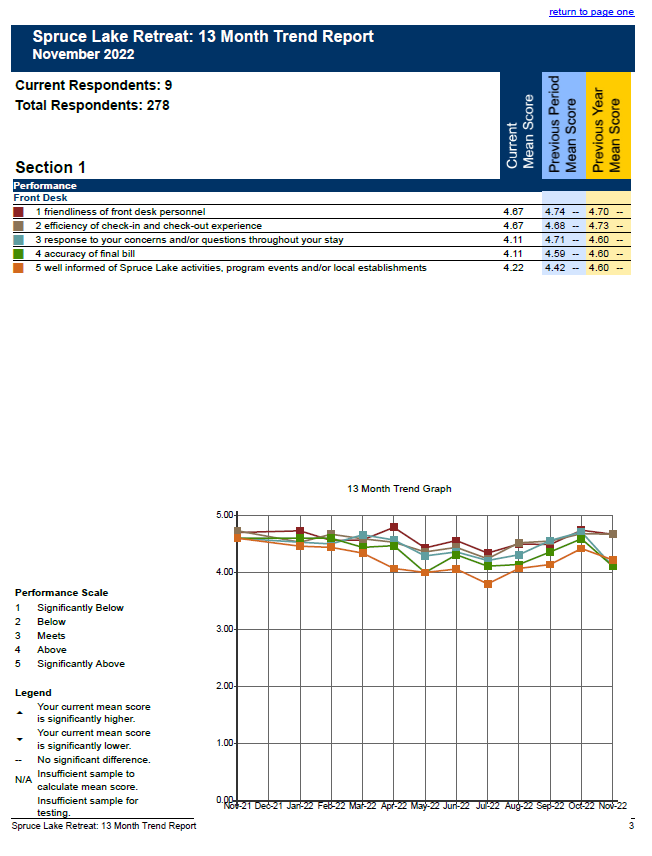 return to page one
Spruce Lake Retreat: 13 Month Trend Report
November 2022
Current Respondents: 9
Total Respondents: 278
Current
Mean Score
Previous Period
Mean Score
Previous Year
Mean Score
Section 1
Performance
Front Desk
1 friendliness of front desk personnel 4.67 4.74 -- 4.70 --
2 efficiency of check-in and check-out experience 4.67 4.68 -- 4.73 --
3 response to your concerns and/or questions throughout your stay 4.11 4.71 -- 4.60 --
4 accuracy of final bill 4.11 4.59 -- 4.60 --
5 well informed of Spruce Lake activities, program events and/or local establishments 4.22 4.42 -- 4.60 --
13 Month Trend Graph
5.00
4.00
3.00
2.00
1.00
0.00
Nov-21 Dec-21 Jan-22 Feb-22 Mar-22 Apr-22 May-22 Jun-22 Jul-22 Aug-22 Sep-22 Oct-22 Nov-22
Performance Scale
1 Significantly Below
2 Below
3 Meets
4 Above
5 Significantly Above
Legend
Your current mean score
is significantly higher.
Your current mean score
is significantly lower.
-- No significant difference.
N/A Insufficient sample to
calculate mean score.
Insufficient sample for
testing.
Spruce Lake Retreat: 13 Month Trend Report 3